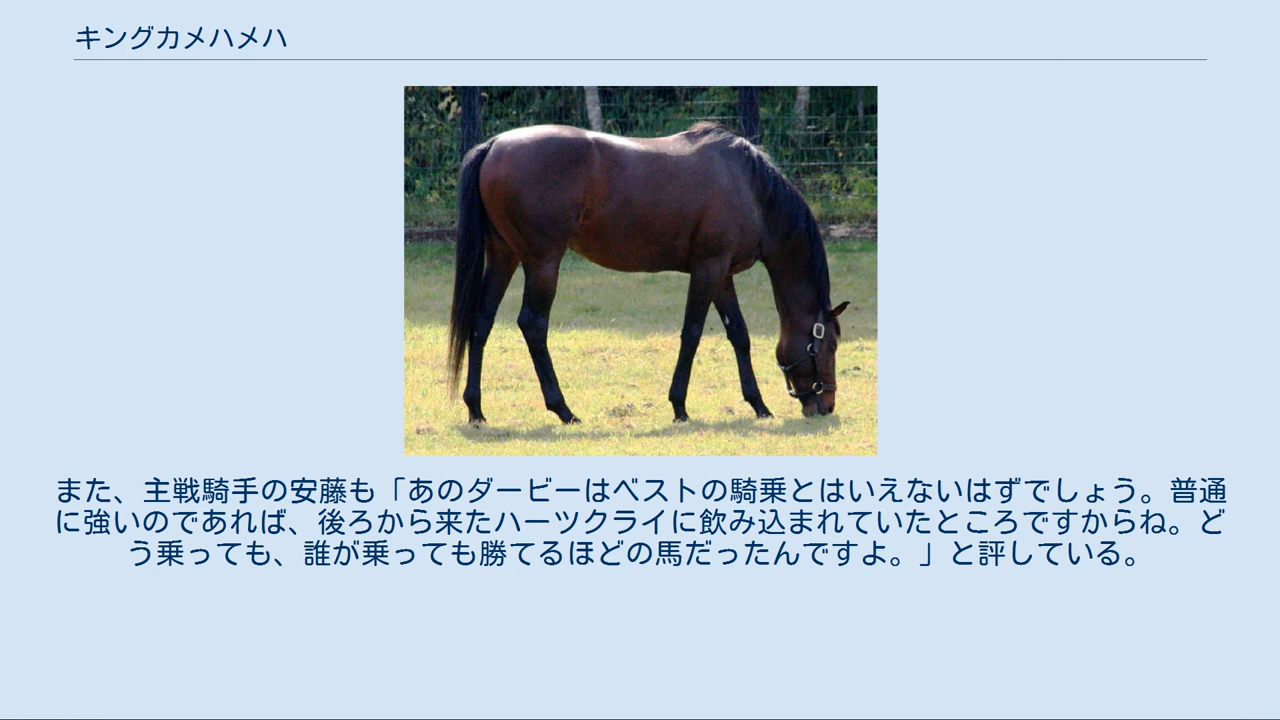 キングカメハメハ
また、主戦騎手の安藤も「あのダービーはベストの騎乗とはいえないはずでしょう。普通
に強いのであれば、後ろから来たハーツクライに飲み込まれていたところですからね。ど
う乗っても、誰が乗っても勝てるほどの馬だったんですよ。」と評している。